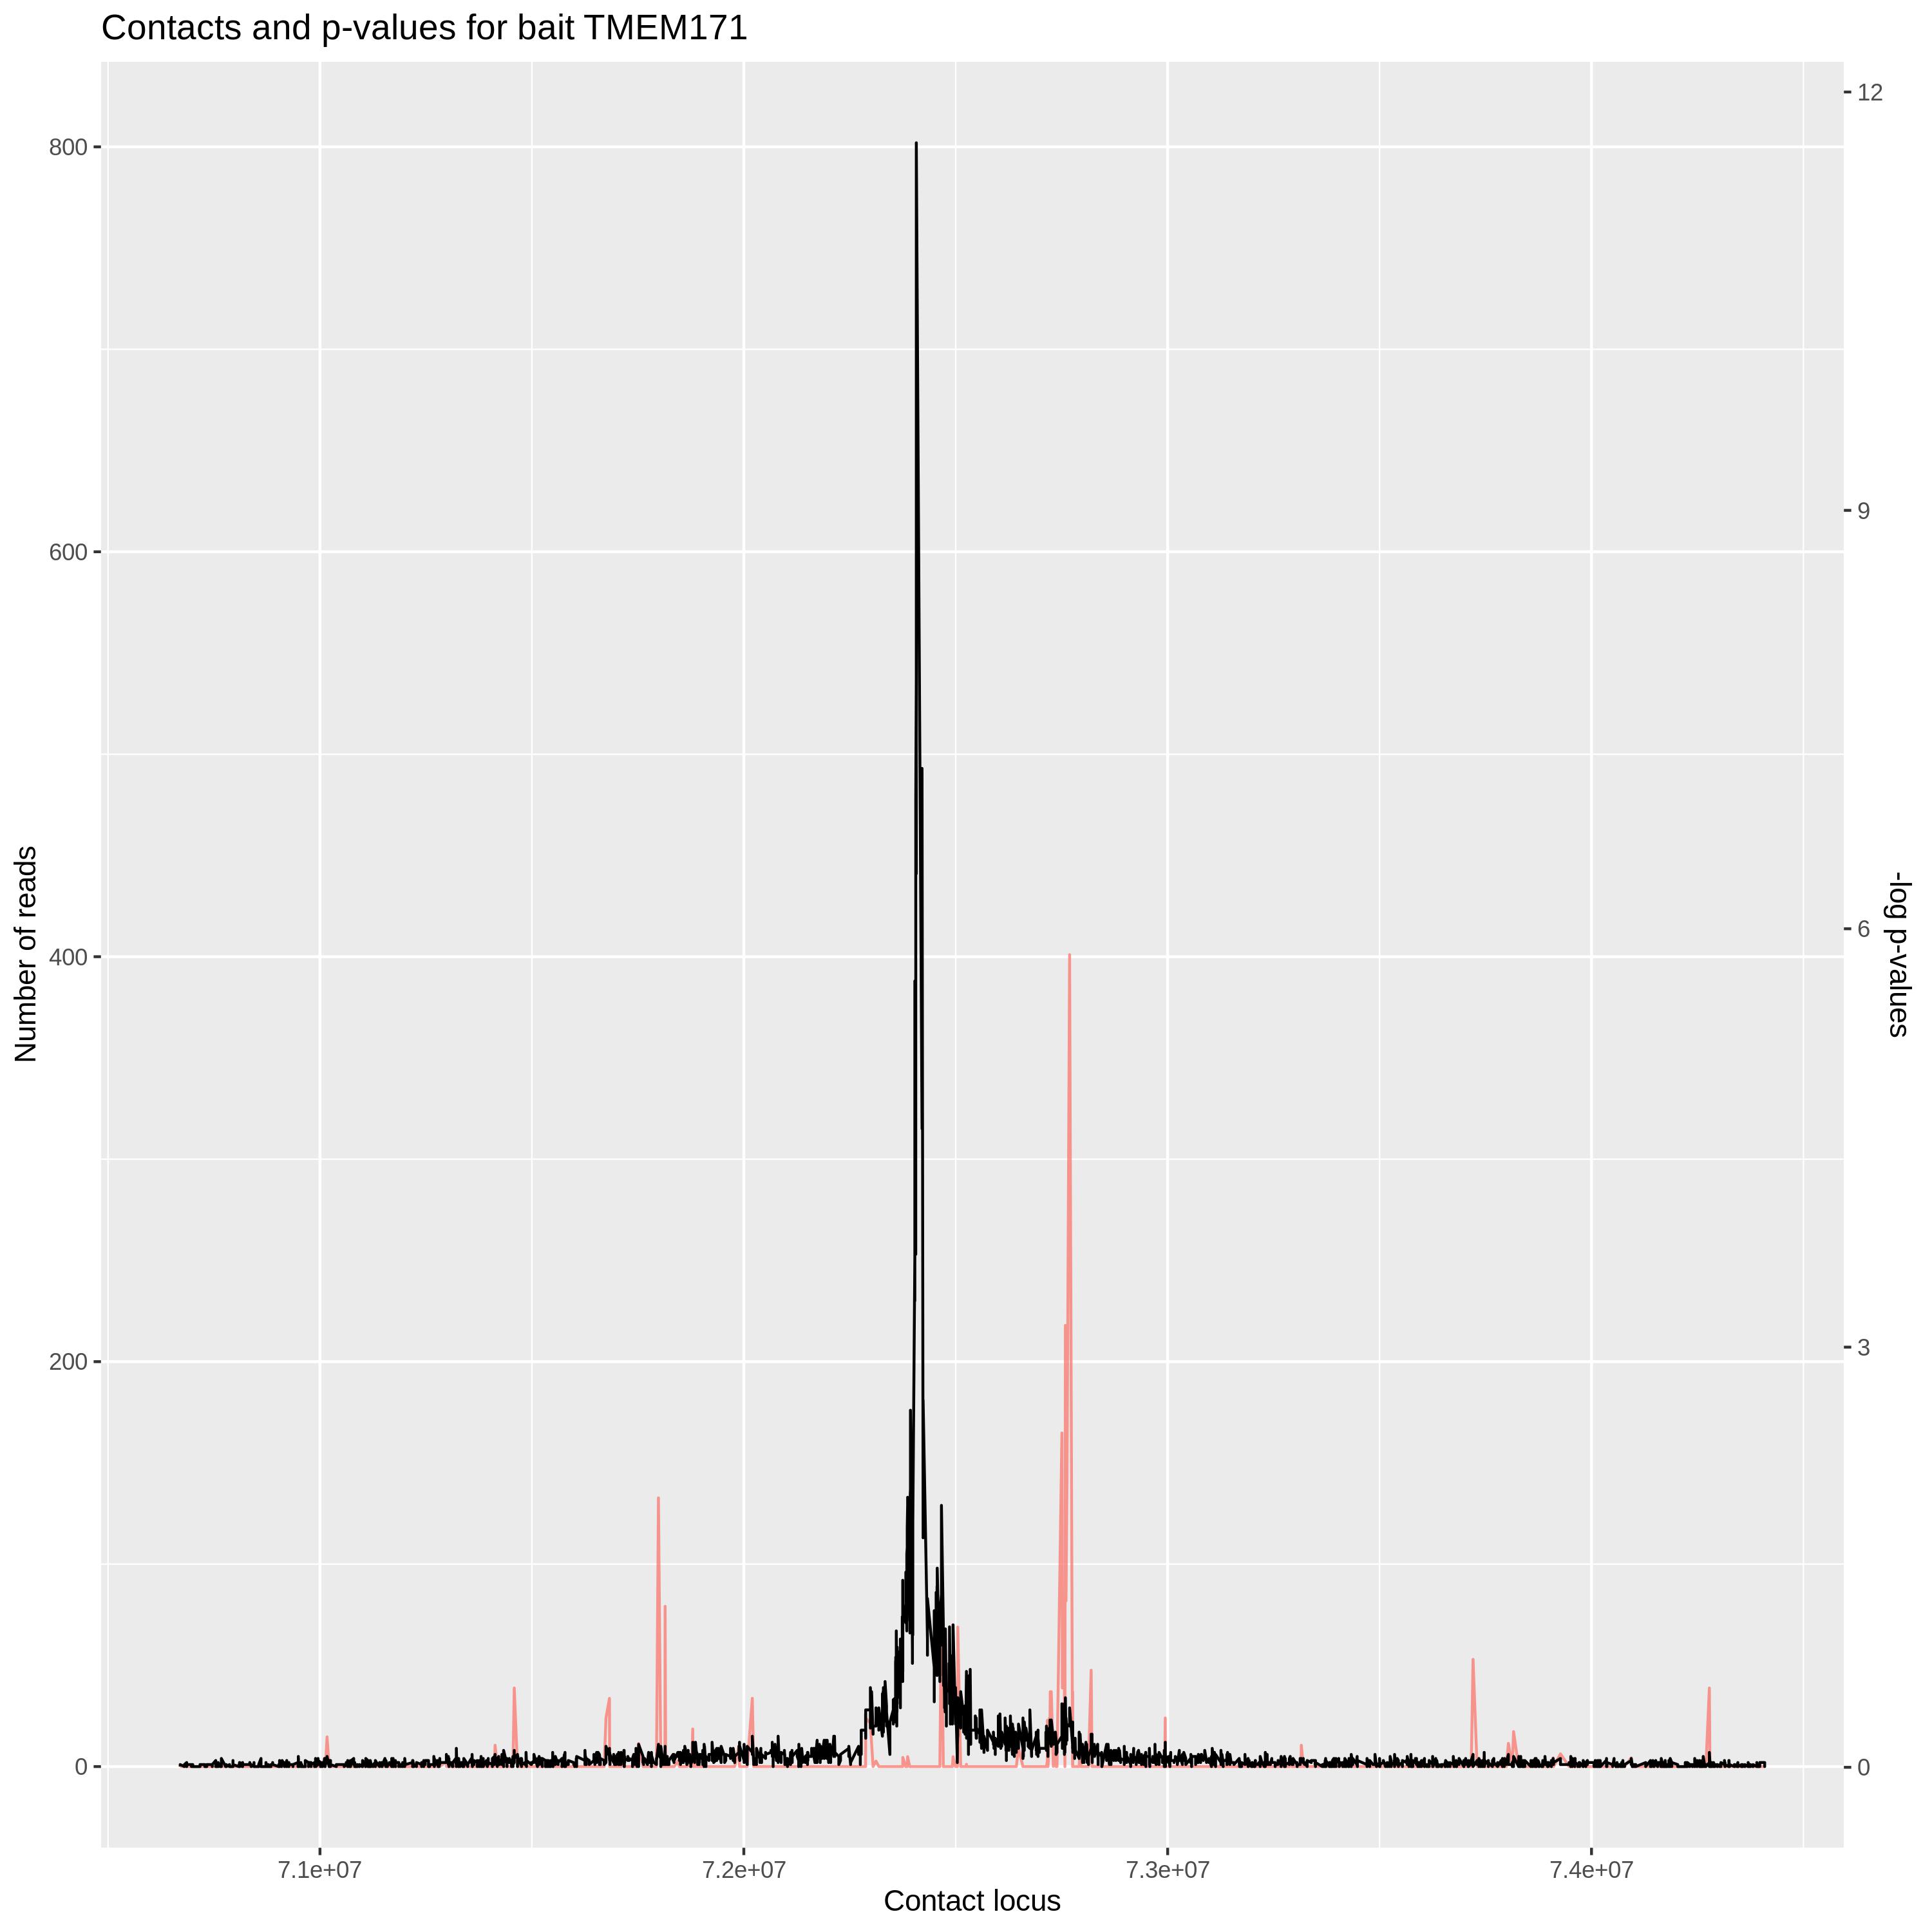 Contacts and p-values for bait TMEM171
800
600
400
200
0
Number of reads
12
9
6
3
0
-log p-values
7.1e+07
7.2e+07
7.3e+07
7.4e+07
Contact locus